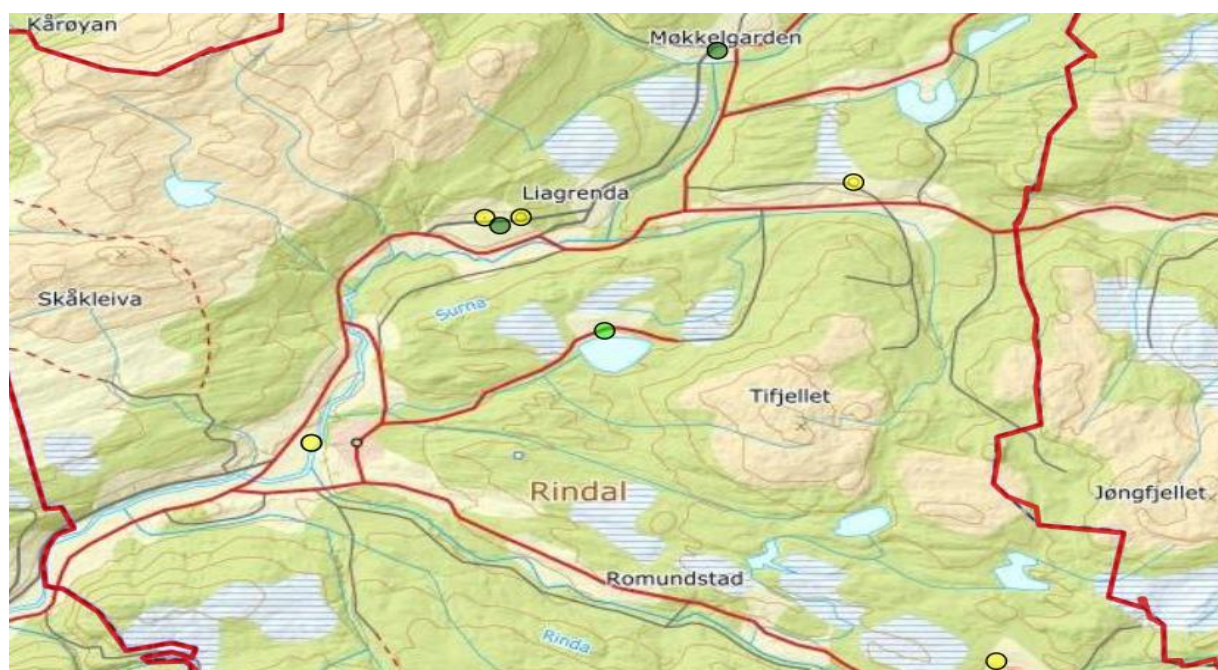 Kårøyan
Møkkelgarden
Liagrenda
Skåkleiva
Surna
Tifjellet
Rindal
Jøngfjellet
Romundstad
Rinda